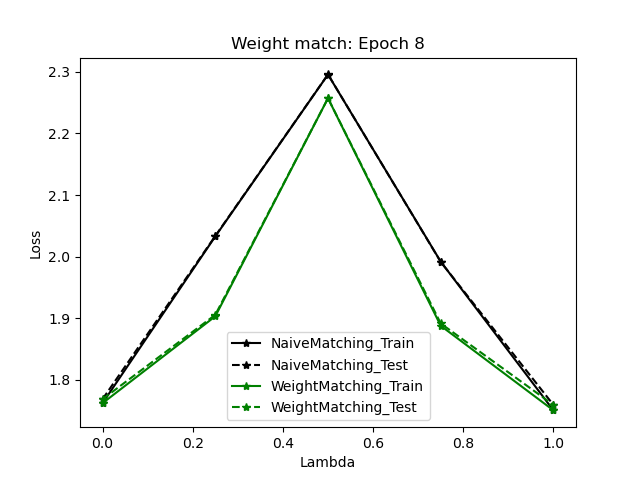 Weight match: Epoch 8
2.3
2.2
2.1
2.0
1.9
1.8
Loss
NaiveMatching_Train
NaiveMatching_Test
WeightMatching_Train
WeightMatching_Test
0.0 0.2 0.4 0.6 0.8 1.0
Lambda